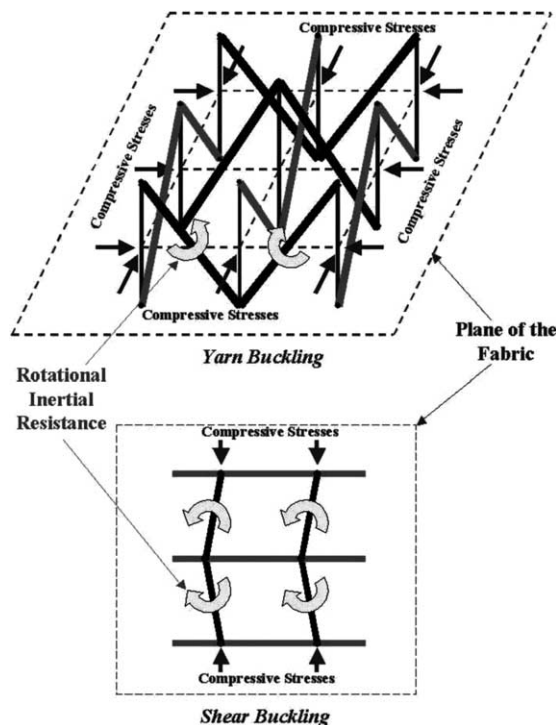 Compressive Stresses
Compressive Stresses
Compressive Stresses
Compressive Stresses
Yarn Buckling
Plane of the
Fabric
Rotational
Inertial
Resistance
Compressive Stresses
Compressive Stresses
Shear Buckling